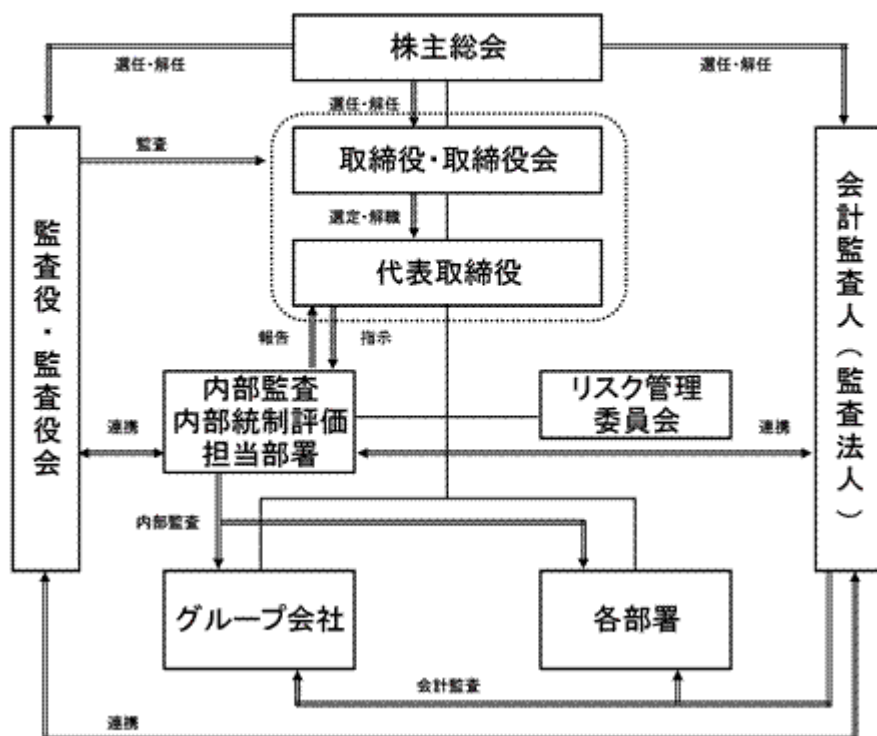 株主総会
選任・解任
選任・解任
選任・解任
監査
取締役・取締役会
選定・解職
代表取締役
監査役・監査役会
会計監査人（監査法人）
報告
指示
内部監査
内部統制評価
担当部署
リスク管理
委員会
連携
連携
内部監査
グループ会社
各部署
会計監査
連携